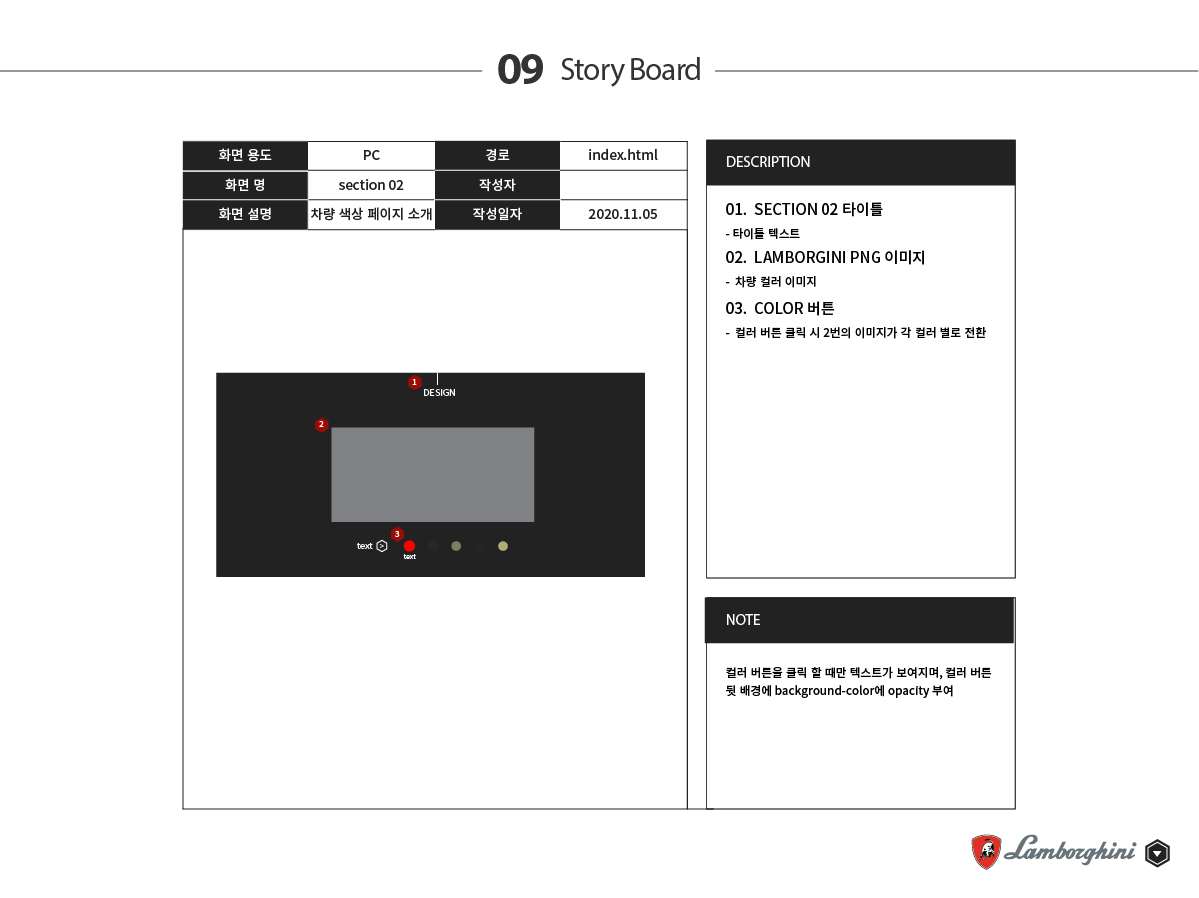 09 Story Board
화면 용도 PC 경로 index.html
화면 명 section 02 작성자
화면 설명 차량 색상 페이지 소개 작성일자 2020.11.05
1
DESIGN
2
3
text >
text
DESCRIPTION
01. SECTION 02 타이틀
- 타이틀 텍스트
02. LAMBORGINI PNG 이미지
- 차량 컬러 이미지
03. COLOR 버튼
- 컬러 버튼 클릭 시 2번의 이미지가 각 컬러 별로 전환
NOTE
컬러 버튼을 클릭 할 때만 텍스트가 보여지며, 컬러 버튼
뒷 배경에 background-color에 opacity 부여
Lamborghini